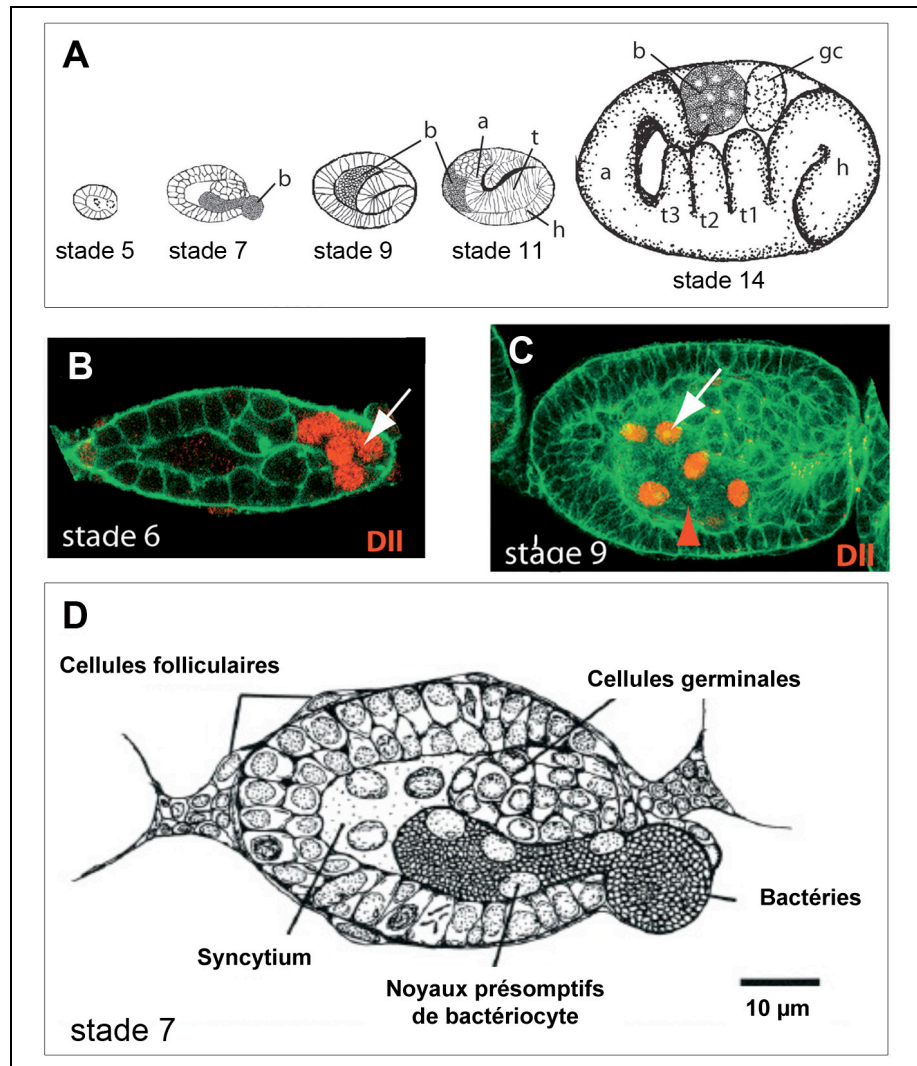 A
b
gc
b
a
t
b
a
h
t3
t2
t1
h
stade 5
stade 7
stade 9
stade 11
stade 14
B
stade 6
Dll
C
stage 9
Dll
D
Cellules folliculaires
Cellules germinales
Bactéries
Syncytium
Noyaux présomptifs
de bactériocyte
10 µm
stade 7